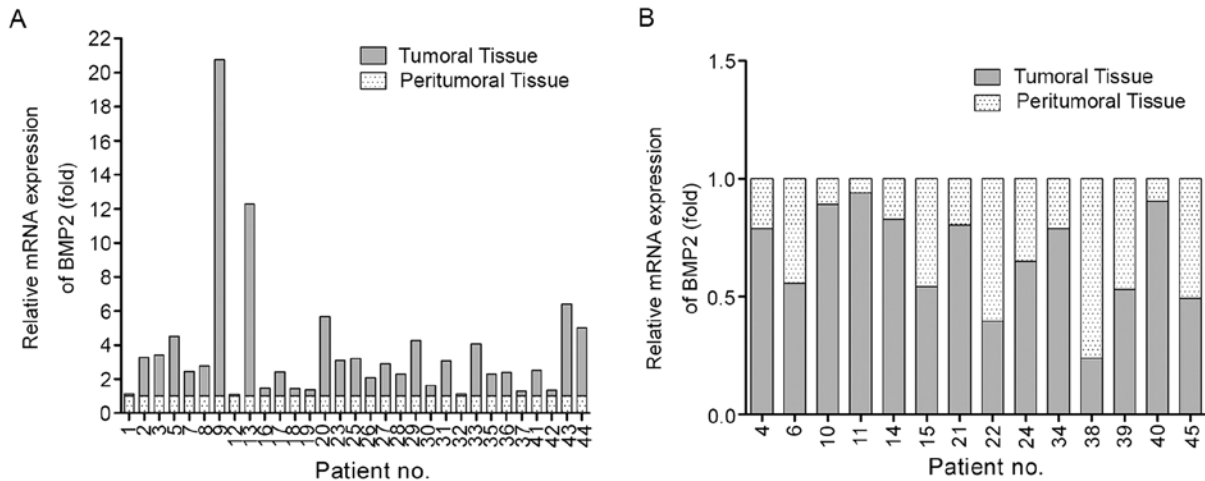 A
Relative mRNA expression
of BMP2 (fold)
22
20
18
16
14
12
10
8
6
4
2
0
Tumoral Tissue
Peritumoral Tissue
1 2 3 5 7 8 9 12 13 16 17 18 19 20 23 25 26 27 28 29 30 31 32 33 35 36 37 41 42 43 44
Patient no.
B
Relative mRNA expression
of BMP2 (fold)
1.5
1.0
0.5
0.0
Tumoral Tissue
Peritumoral Tissue
4 6 10 11 14 15 21 22 24 34 38 39 40 45
Patient no.